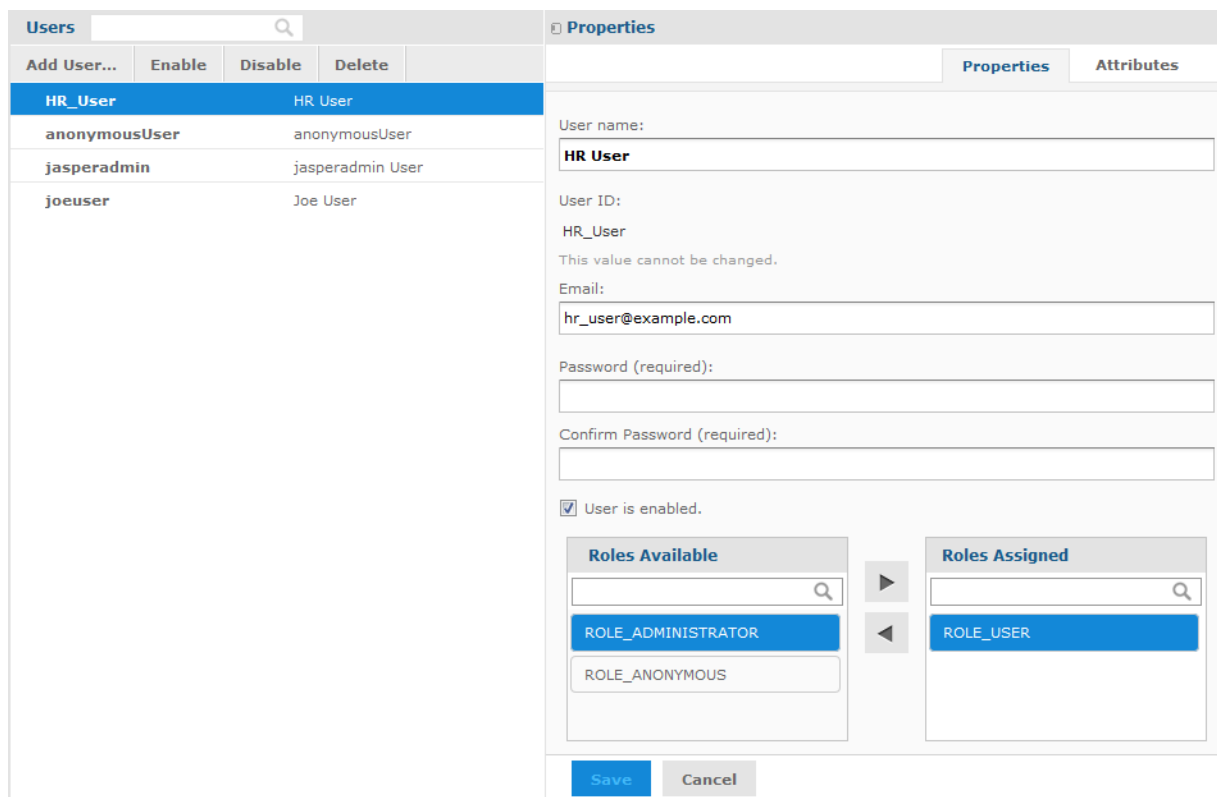 Users
Add User... Enable Disable Delete
HR_User HR User
anonymousUser anonymousUser
jasperadmin jasperadmin User
joeuser Joe User
Properties
Properties Attributes
User name:
HR User
User ID:
HR_User
This value cannot be changed.
Email:
hr_user@example.com
Password (required):
Confirm Password (required):
User is enabled.
Roles Available
ROLE_ADMINISTRATOR
ROLE_ANONYMOUS
Roles Assigned
ROLE_USER
Save Cancel